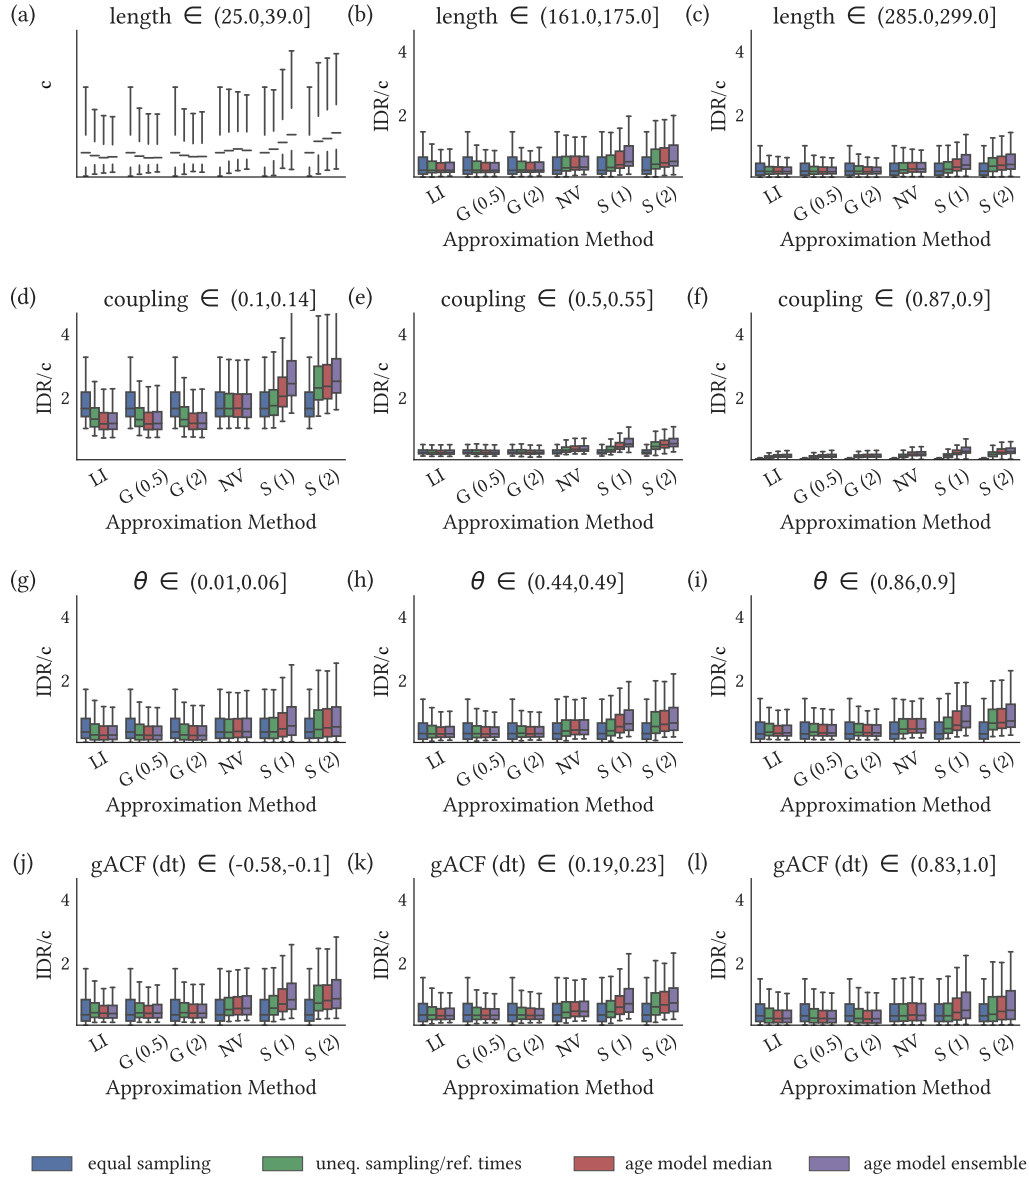 (a) length ∈ (25.0,39.0] (b) length ∈ (161.0,175.0] (c) length ∈ (285.0,299.0]
c
4
2
IDR/c
4
2
IDR/c
LI G (0.5) G (2) NV S (1) S (2)
LI G (0.5) G (2) NV S (1) S (2)
Approximation Method Approximation Method
(d) coupling ∈ (0.1,0.14] (e) coupling ∈ (0.5,0.55] (f) coupling ∈ (0.87,0.9]
4
2
IDR/c
4
2
IDR/c
4
2
IDR/c
LI G (0.5) G (2) NV S (1) S (2)
LI G (0.5) G (2) NV S (1) S (2)
LI G (0.5) G (2) NV S (1) S (2)
Approximation Method Approximation Method Approximation Method
(g) θ ∈ (0.01,0.06] (h) θ ∈ (0.44,0.49] (i) θ ∈ (0.86,0.9]
4
2
IDR/c
4
2
IDR/c
4
2
IDR/c
LI G (0.5) G (2) NV S (1) S (2)
LI G (0.5) G (2) NV S (1) S (2)
LI G (0.5) G (2) NV S (1) S (2)
Approximation Method Approximation Method Approximation Method
(j) gACF (dt) ∈ (-0.58,-0.1] (k) gACF (dt) ∈ (0.19,0.23] (l) gACF (dt) ∈ (0.83,1.0]
4
2
IDR/c
4
2
IDR/c
4
2
IDR/c
LI G (0.5) G (2) NV S (1) S (2)
LI G (0.5) G (2) NV S (1) S (2)
LI G (0.5) G (2) NV S (1) S (2)
Approximation Method Approximation Method Approximation Method
equal sampling uneq. sampling/ref. times age model median age model ensemble